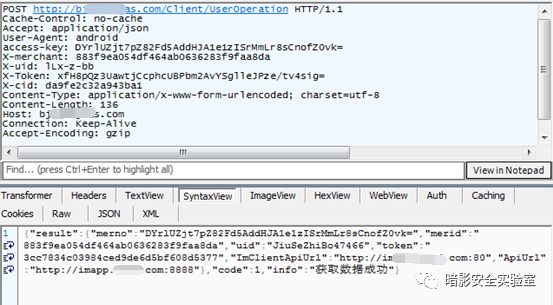 POST http://bj as.com/Client/UserOperation HTTP/1.1
Cache-Control: no-cache
Accept: application/json
User-Agent: android
access-key: DYrlUZjt7pZ82Fd5AddHJA1e1zISrMmLr8sCnofZ0vk=
X-merchant: 883f9ea054df464ab0636283f9faa8da
X-uid: lLx-z-bb
X-Token: xfH8pQz3UawtjCcphcUBPbm2AvYSglleJPze/tv4sig=
X-cid: da9fe2c32a943ba1
Content-Type: application/x-www-form-urlencoded; charset=utf-8
Content-Length: 136
Host: bj s.com
Connection: Keep-Alive
Accept-Encoding: gzip
Find... (press Ctrl+Enter to highlight all)
View in Notepad
Transformer Headers TextView SyntaxView ImageView HexView WebView Auth Caching
Cookies Raw JSON XML
1 {"result":{"merno":"DYrlUZjt7pZ82Fd5AddHJA1e1zISrMmLr8sCnofZ0vk=","merid":"
883f9ea054df464ab0636283f9faa8da","uid":"JiuSeZhiBo47466","token":"
3cc7834c03984ced9de6d5bf608d5377","ImClientApiUrl":"http://im .com:80","ApiUrl"
:"http://imapp. .com:8888"},"code":1,"info":"获取数据成功"}
暗影安全实验室